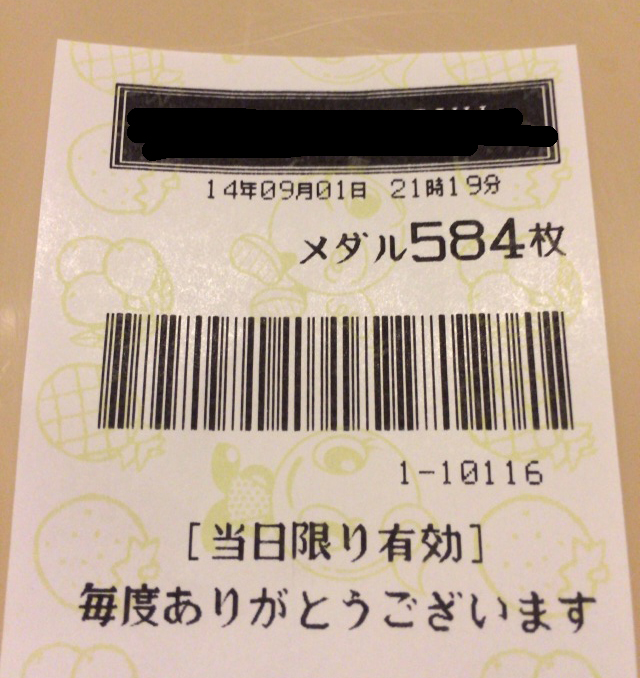 14年09月01日 21時19分
メダル584枚
1-10116
[当日限り有効]
毎度ありがとうございます